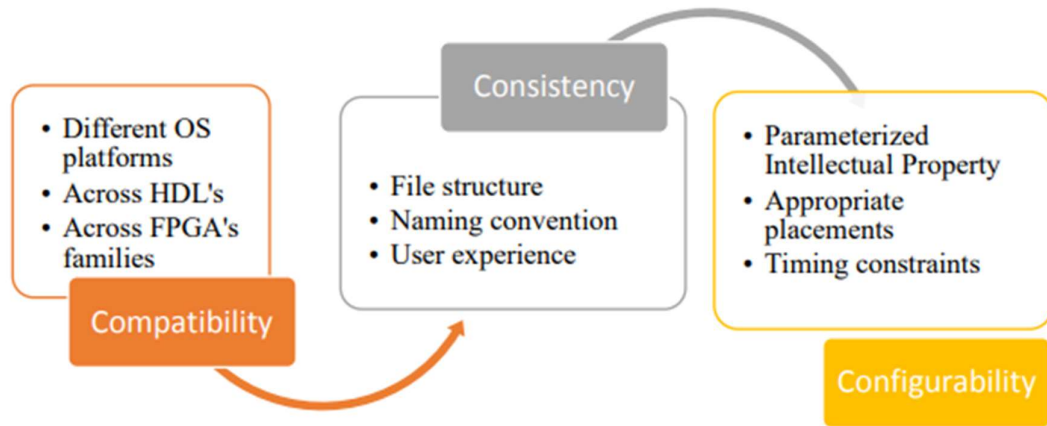 • Different OS
platforms
• Across HDL's
• Across FPGA's
families
Compatibility
Consistency
• File structure
• Naming convention
• User experience
• Parameterized
Intellectual Property
• Appropriate
placements
• Timing constraints
Configurability